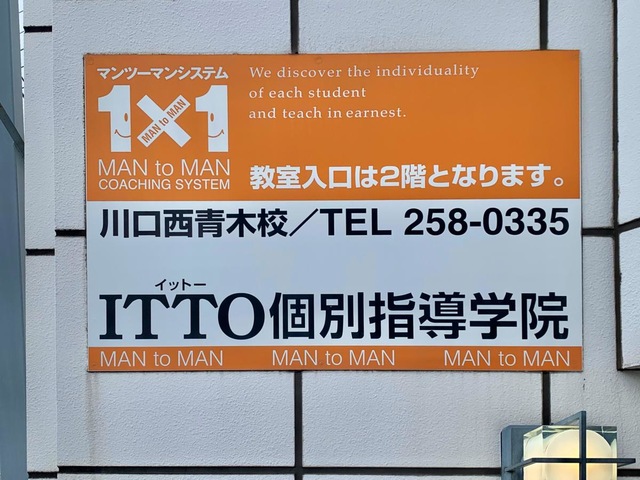 マンツーマンシステム
1×1
MAN to MAN
MAN to MAN
COACHING SYSTEM
We discover the individuality
of each student
and teach in earnest.
教室入口は2階となります。
川口西青木校／TEL 258-0335
イットー
ITTO個別指導学院
MAN to MAN MAN to MAN MAN to MAN